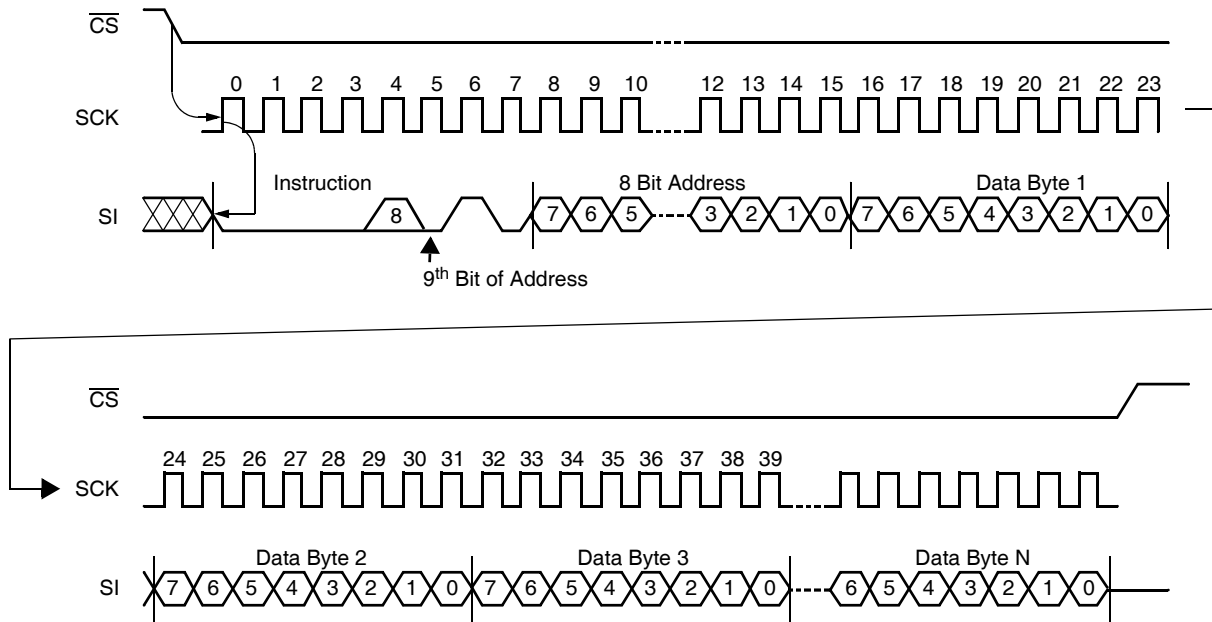 CS
0 1 2 3 4 5 6 7 8 9 10 12 13 14 15 16 17 18 19 20 21 22 23
SCK
Instruction 8 Bit Address Data Byte 1
SI 8 7 6 5 3 2 1 0 7 6 5 4 3 2 1 0
9th Bit of Address
CS
24 25 26 27 28 29 30 31 32 33 34 35 36 37 38 39
SCK
Data Byte 2 Data Byte 3 Data Byte N
SI 7 6 5 4 3 2 1 0 7 6 5 4 3 2 1 0 6 5 4 3 2 1 0